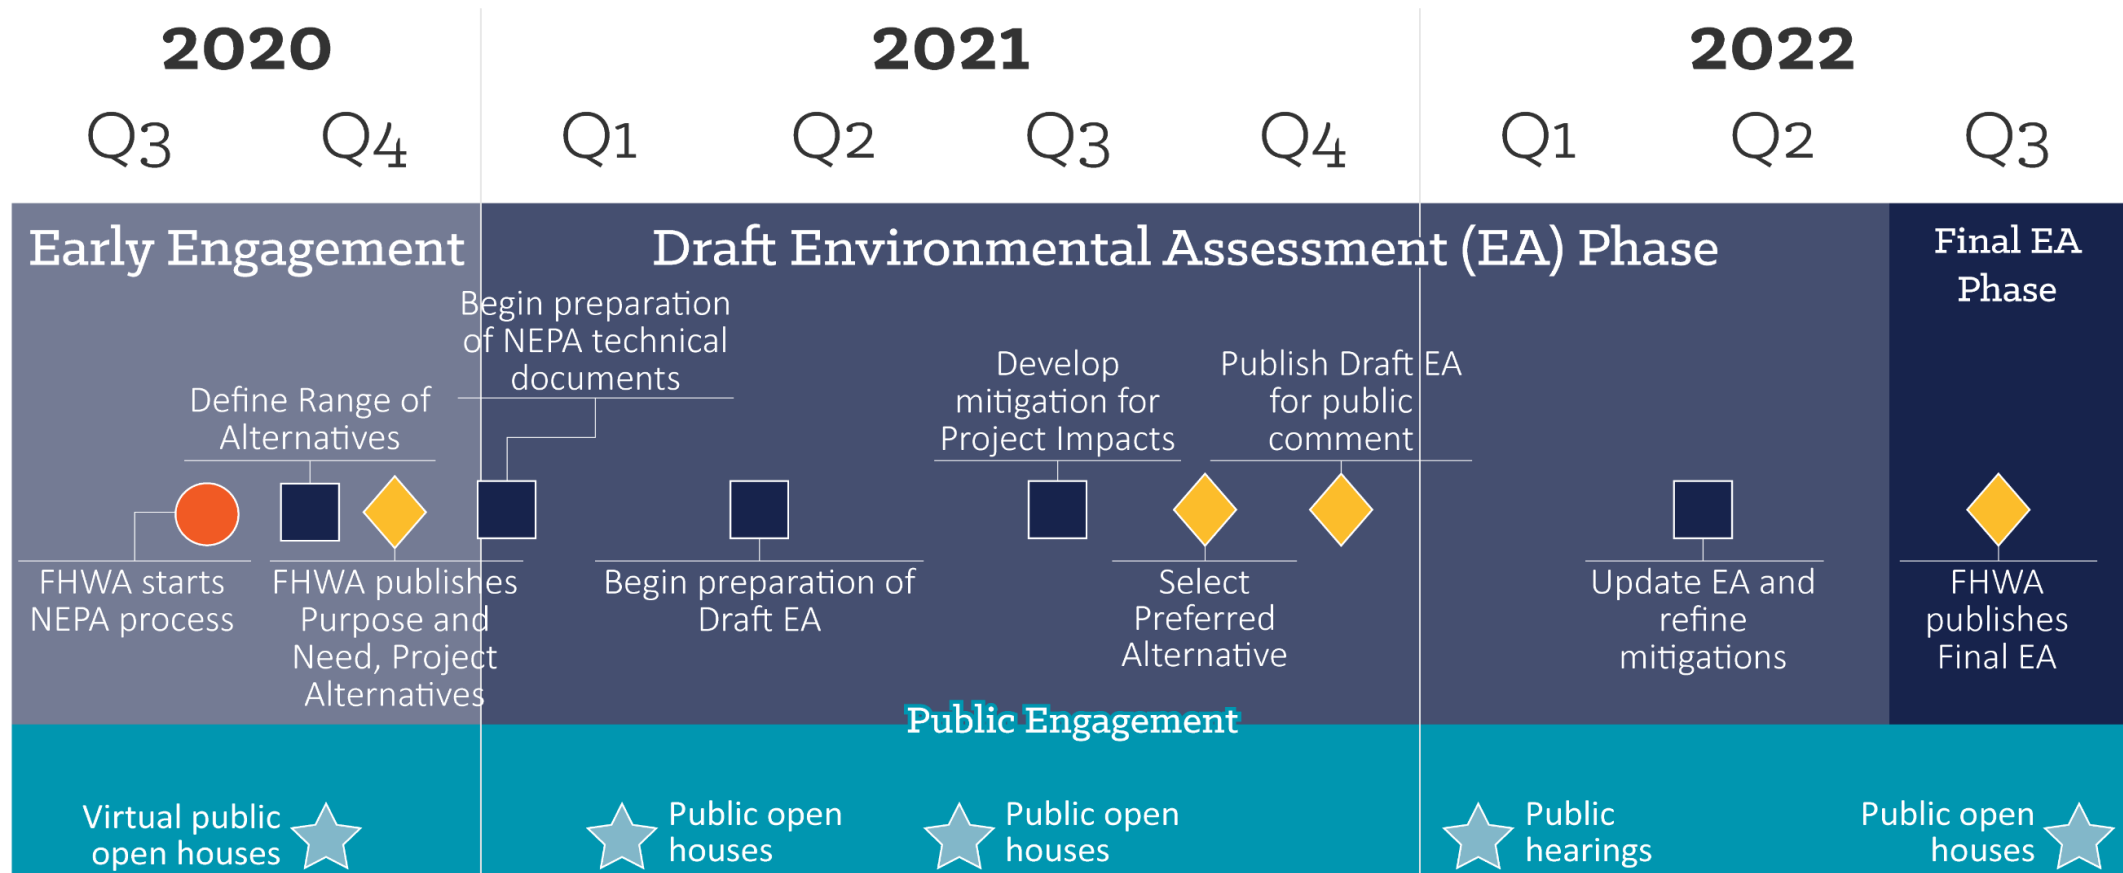 2020
2021
2022
Q3
Q4
Q1
Q2
Q3
Q4
Q1
Q2
Q3
Early Engagement
Draft Environmental Assessment (EA) Phase
Final EA
Phase
Begin preparation
of NEPA technical
documents
Define Range of
Alternatives
Develop
mitigation for
Project Impacts
Publish Draft EA
for public
comment
FHWA starts
NEPA process
FHWA publishes
Purpose and
Need, Project
Alternatives
Begin preparation of
Draft EA
Select
Preferred
Alternative
Update EA and
refine
mitigations
FHWA
publishes
Final EA
Public Engagement
Virtual public
open houses
Public open
houses
Public open
houses
Public
hearings
Public open
houses